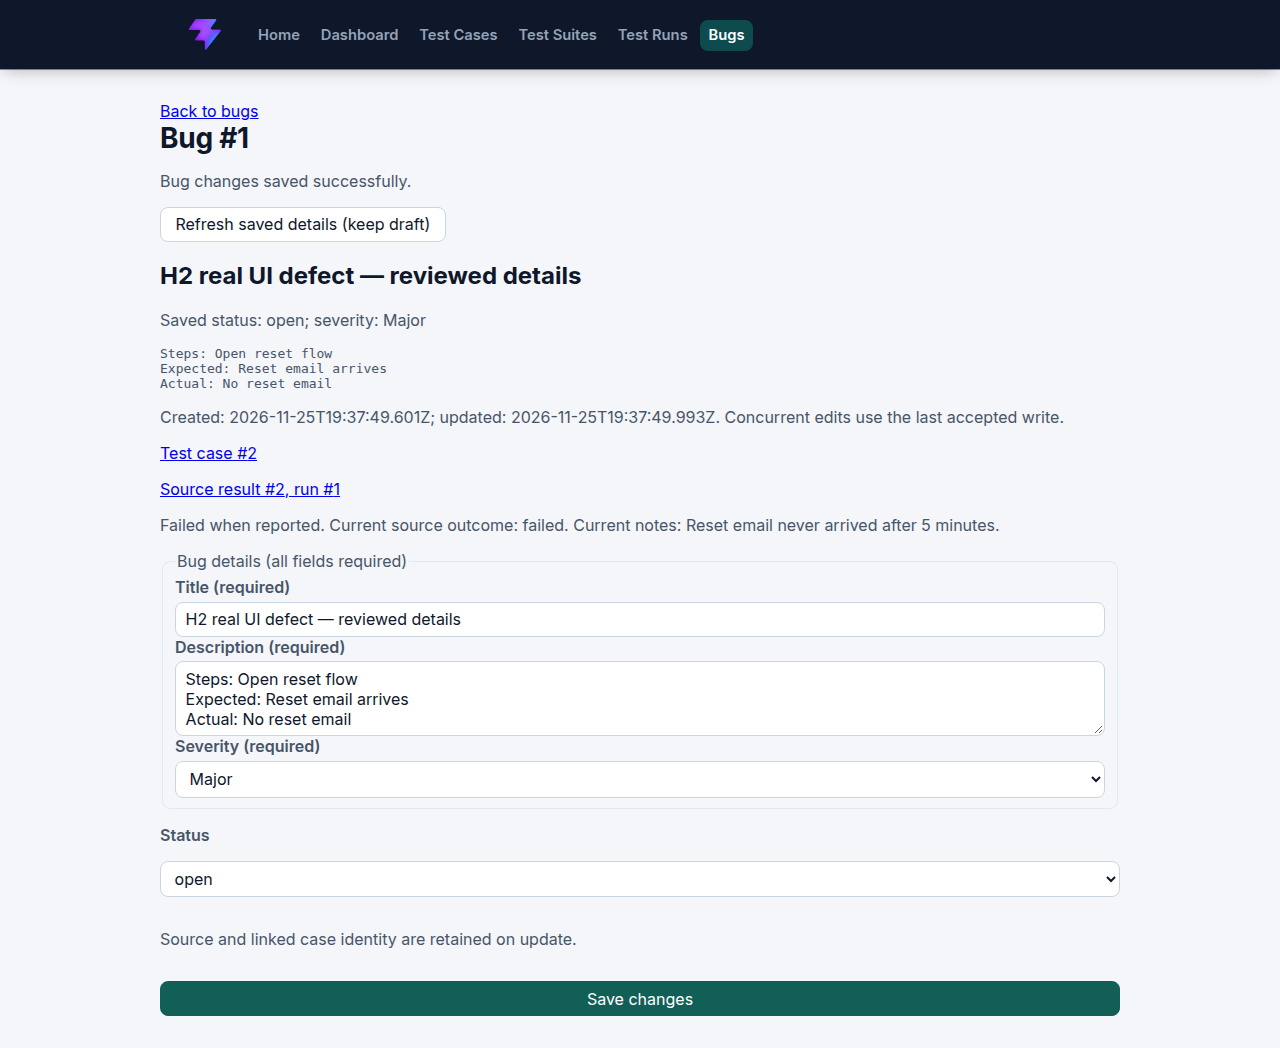 Home Dashboard Test Cases Test Suites Test Runs Bugs
Back to bugs
Bug #1
Bug changes saved successfully.
Refresh saved details (keep draft)
H2 real UI defect — reviewed details
Saved status: open; severity: Major
Steps: Open reset flow
Expected: Reset email arrives
Actual: No reset email
Created: 2026-11-25T19:37:49.601Z; updated: 2026-11-25T19:37:49.993Z. Concurrent edits use the last accepted write.
Test case #2
Source result #2, run #1
Failed when reported. Current source outcome: failed. Current notes: Reset email never arrived after 5 minutes.
Bug details (all fields required)
Title (required)
H2 real UI defect — reviewed details
Description (required)
Steps: Open reset flow
Expected: Reset email arrives
Actual: No reset email
Severity (required)
Major
Status
open
Source and linked case identity are retained on update.
Save changes